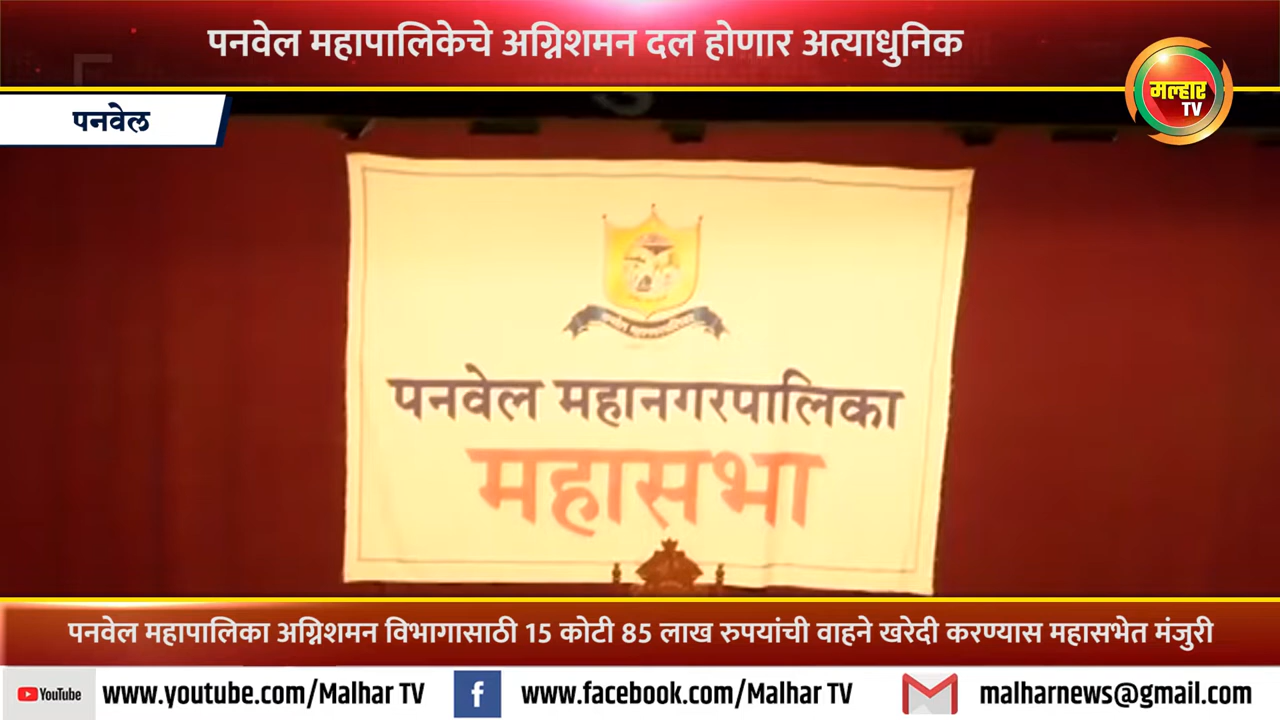 पनवेल महापालिकेचे अग्निशमन दल होणार अत्याधुनिक
मल्हार
TV
पनवेल
पनवेल महानगरपालिका
महासभा
पनवेल महापालिका अग्निशमन विभागासाठी 15 कोटी 85 लाख रुपयांची वाहने खरेदी करण्यास महासभेत मंजुरी
YouTube
www.youtube.com/Malhar TV
f
www.facebook.com/Malhar TV
malharnews@gmail.com